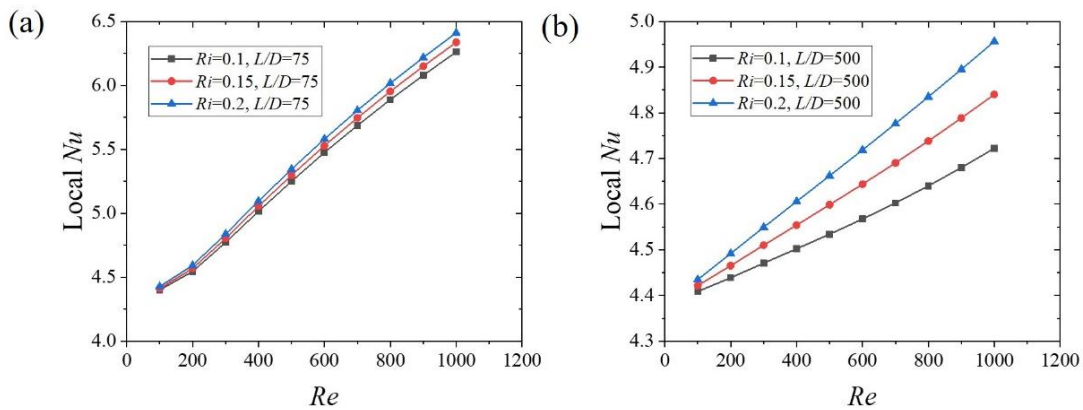 (a)
6.5
6.0
5.5
5.0
4.5
4.0
Local Nu
Ri=0.1, L/D=75
Ri=0.15, L/D=75
Ri=0.2, L/D=75
0 200 400 600 800 1000 1200
Re
(b)
5.0
4.9
4.8
4.7
4.6
4.5
4.4
4.3
Local Nu
Ri=0.1, L/D=500
Ri=0.15, L/D=500
Ri=0.2, L/D=500
0 200 400 600 800 1000 1200
Re